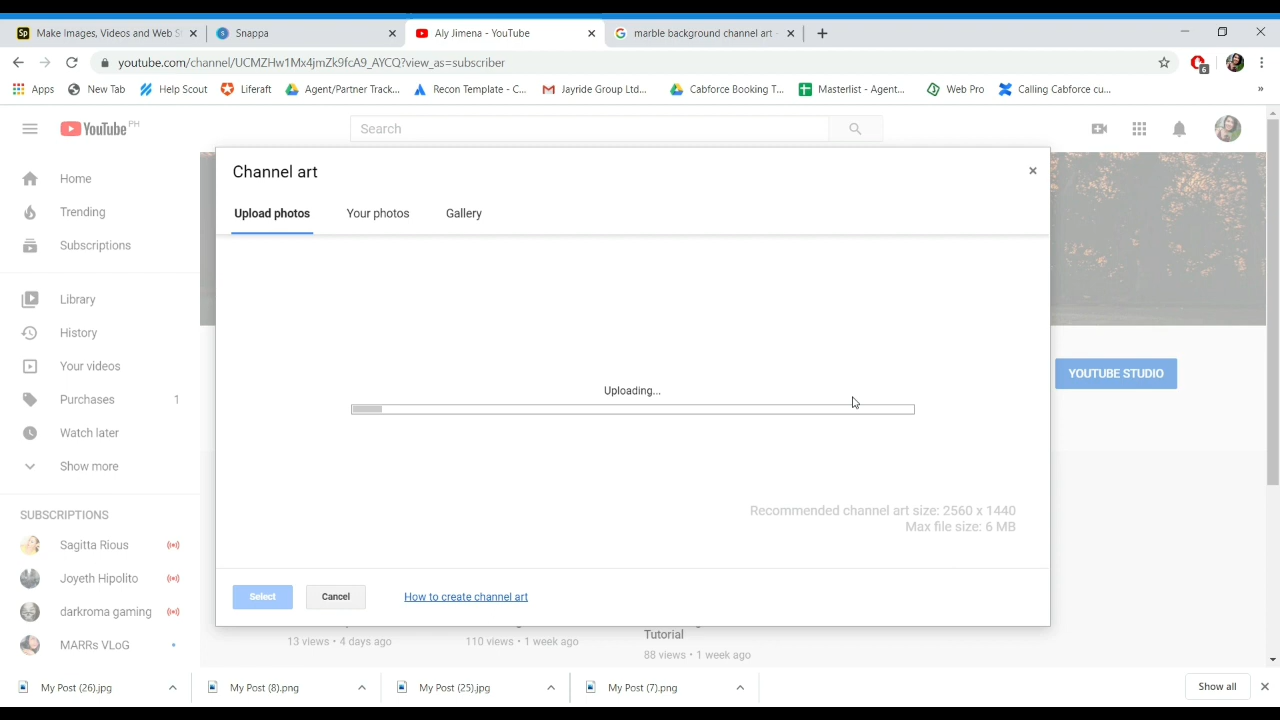 Make Images, Videos and Web S
Snappa
Aly Jimena - YouTube
marble background channel art -
youtube.com/channel/UCMZHw1Mx4jmZk9fcA9_AYCQ?view_as=subscriber
6
Apps
New Tab
Help Scout
Liferaft
Agent/Partner Track...
Recon Template - C...
Jayride Group Ltd...
Cabforce Booking T...
Masterlist - Agent...
Web Pro
Calling Cabforce cu...
»
YouTube PH
Search
Home
Trending
Subscriptions
Library
History
Your videos
Purchases 1
Watch later
Show more
SUBSCRIPTIONS
Sagitta Rious
Joyeth Hipolito
darkroma gaming
MARRs VLoG
Channel art
Upload photos
Your photos
Gallery
Uploading...
Recommended channel art size: 2560 x 1440
Max file size: 6 MB
Select
Cancel
How to create channel art
YOUTUBE STUDIO
13 views • 4 days ago
110 views • 1 week ago
Tutorial
88 views • 1 week ago
My Post (26).jpg
My Post (8).png
My Post (25).jpg
My Post (7).png
Show all